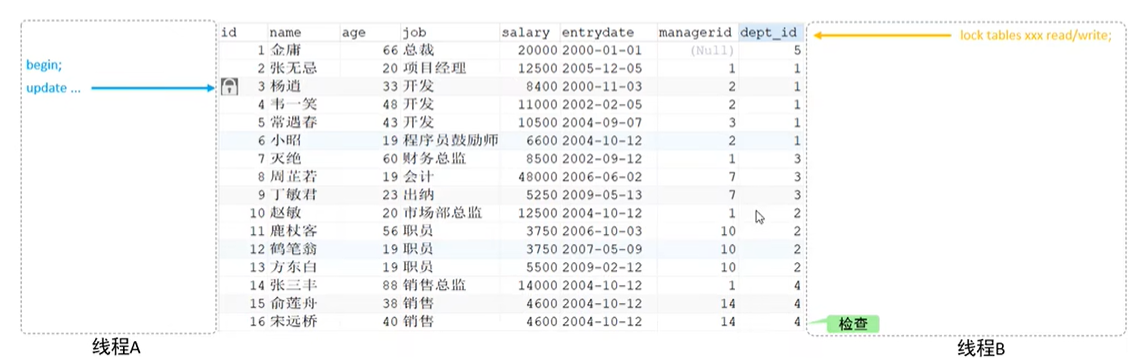 id name age job salary entrydate managerid dept_id
1 金庸 66 总裁 20000 2000-01-01 (Null) 5
2 张无忌 20 项目经理 12500 2005-12-05 1 1
3 杨逍 33 开发 8400 2000-11-03 2 1
4 韦一笑 48 开发 11000 2002-02-05 2 1
5 常遇春 43 开发 10500 2004-09-07 3 1
6 小昭 19 程序员鼓励师 6600 2004-10-12 2 1
7 灭绝 60 财务总监 8500 2002-09-12 1 3
8 周芷若 19 会计 48000 2006-06-02 7 3
9 丁敏君 23 出纳 5250 2009-05-13 7 3
10 赵敏 20 市场部总监 12500 2004-10-12 1 2
11 鹿杖客 56 职员 3750 2006-10-03 10 2
12 鹤笔翁 19 职员 3750 2007-05-09 10 2
13 方东白 19 职员 5500 2009-02-12 10 2
14 张三丰 88 销售总监 14000 2004-10-12 1 4
15 俞莲舟 38 销售 4600 2004-10-12 14 4
16 宋远桥 40 销售 4600 2004-10-12 14 4
begin;
update ...
线程A
lock tables xxx read/write;
检查
线程B